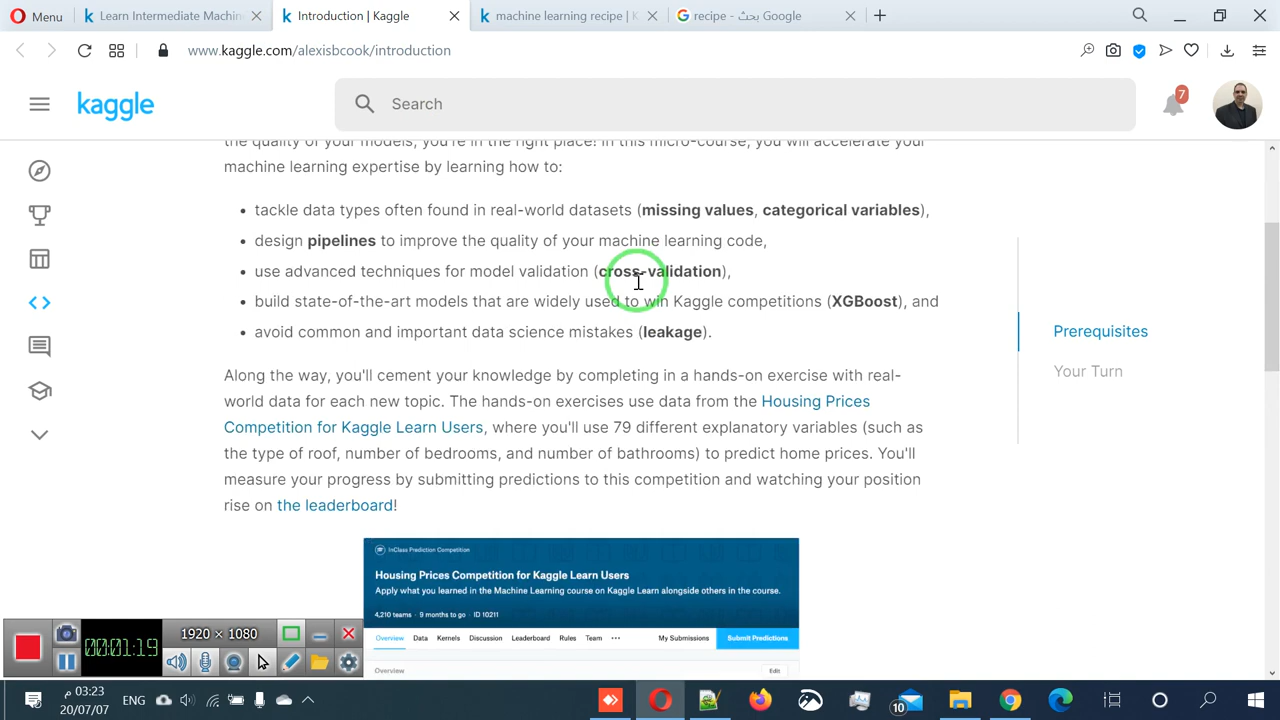 Menu
Learn Intermediate Machin
Introduction | Kaggle
machine learning recipe | K
recipe - بحث Google
www.kaggle.com/alexisbcook/introduction
kaggle
Search
7
the quality of your models, you're in the right place! In this micro-course, you will accelerate your
machine learning expertise by learning how to:
• tackle data types often found in real-world datasets (missing values, categorical variables),
• design pipelines to improve the quality of your machine learning code,
• use advanced techniques for model validation (cross-validation),
• build state-of-the-art models that are widely used to win Kaggle competitions (XGBoost), and
• avoid common and important data science mistakes (leakage).
Prerequisites
Your Turn
Along the way, you'll cement your knowledge by completing in a hands-on exercise with real-
world data for each new topic. The hands-on exercises use data from the Housing Prices
Competition for Kaggle Learn Users, where you'll use 79 different explanatory variables (such as
the type of roof, number of bedrooms, and number of bathrooms) to predict home prices. You'll
measure your progress by submitting predictions to this competition and watching your position
rise on the leaderboard!
InClass Prediction Competition
Housing Prices Competition for Kaggle Learn Users
Apply what you learned in the Machine Learning course on Kaggle Learn alongside others in the course.
4,210 teams · 9 months to go · ID 10211
Overview Data Kernels Discussion Leaderboard Rules Team ··· My Submissions Submit Predictions
Overview Edit
00:01:19
1920 × 1080
03:23 م
20/07/07
ENG
10